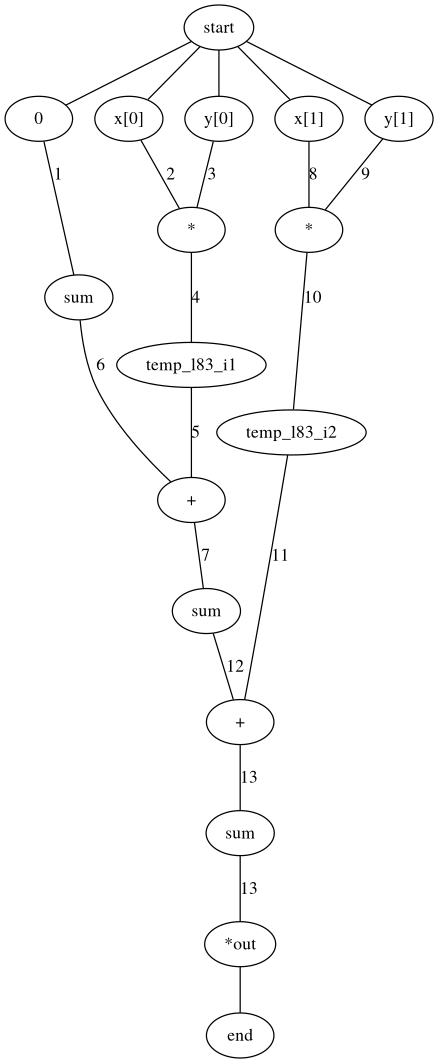 start
0
x[0]
y[0]
x[1]
y[1]
1
2
3
8
9
*
*
sum
4
10
6
temp_l83_i1
5
temp_l83_i2
+
7
11
sum
12
+
13
sum
13
*out
end